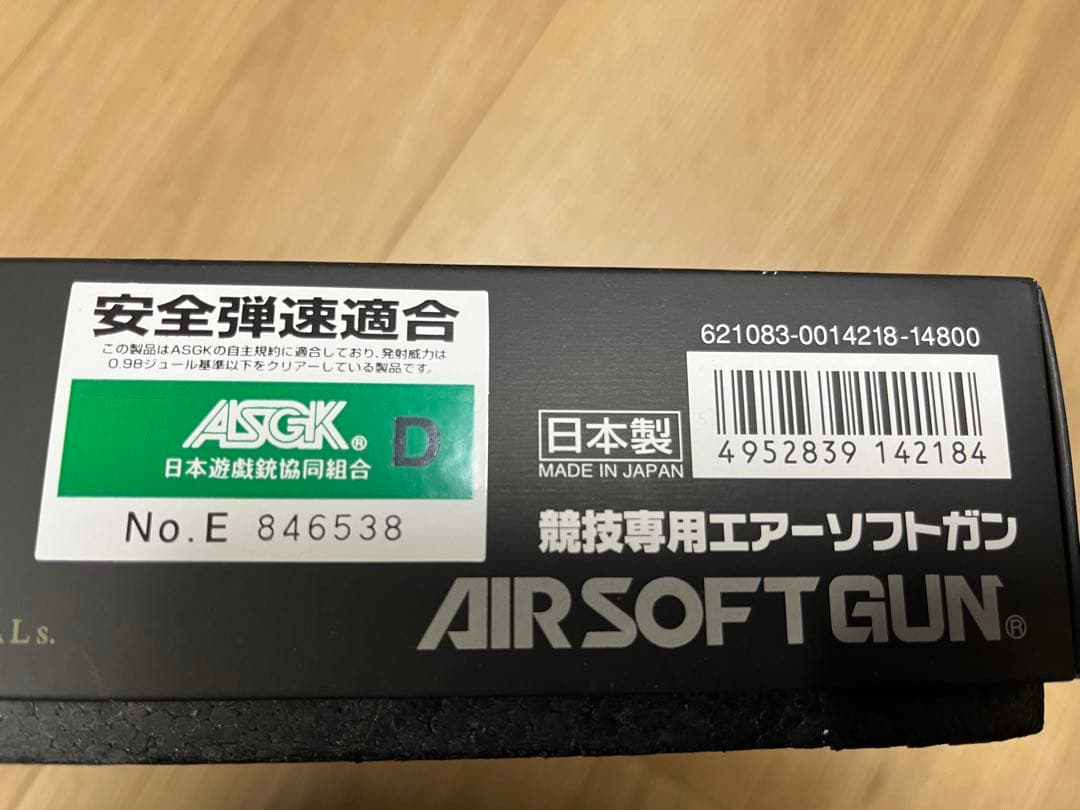 安全弾速適合
この製品はASGKの自主規約に適合しており、発射威力は
0.98ジュール基準以下をクリアーしている製品です。
ASGK® D
日本遊戯銃協同組合
No.E 846538
ALs.
621083-0014218-14800
4952839 142184
日本製
MADE IN JAPAN
競技専用エアーソフトガン
AIRSOFT GUN®